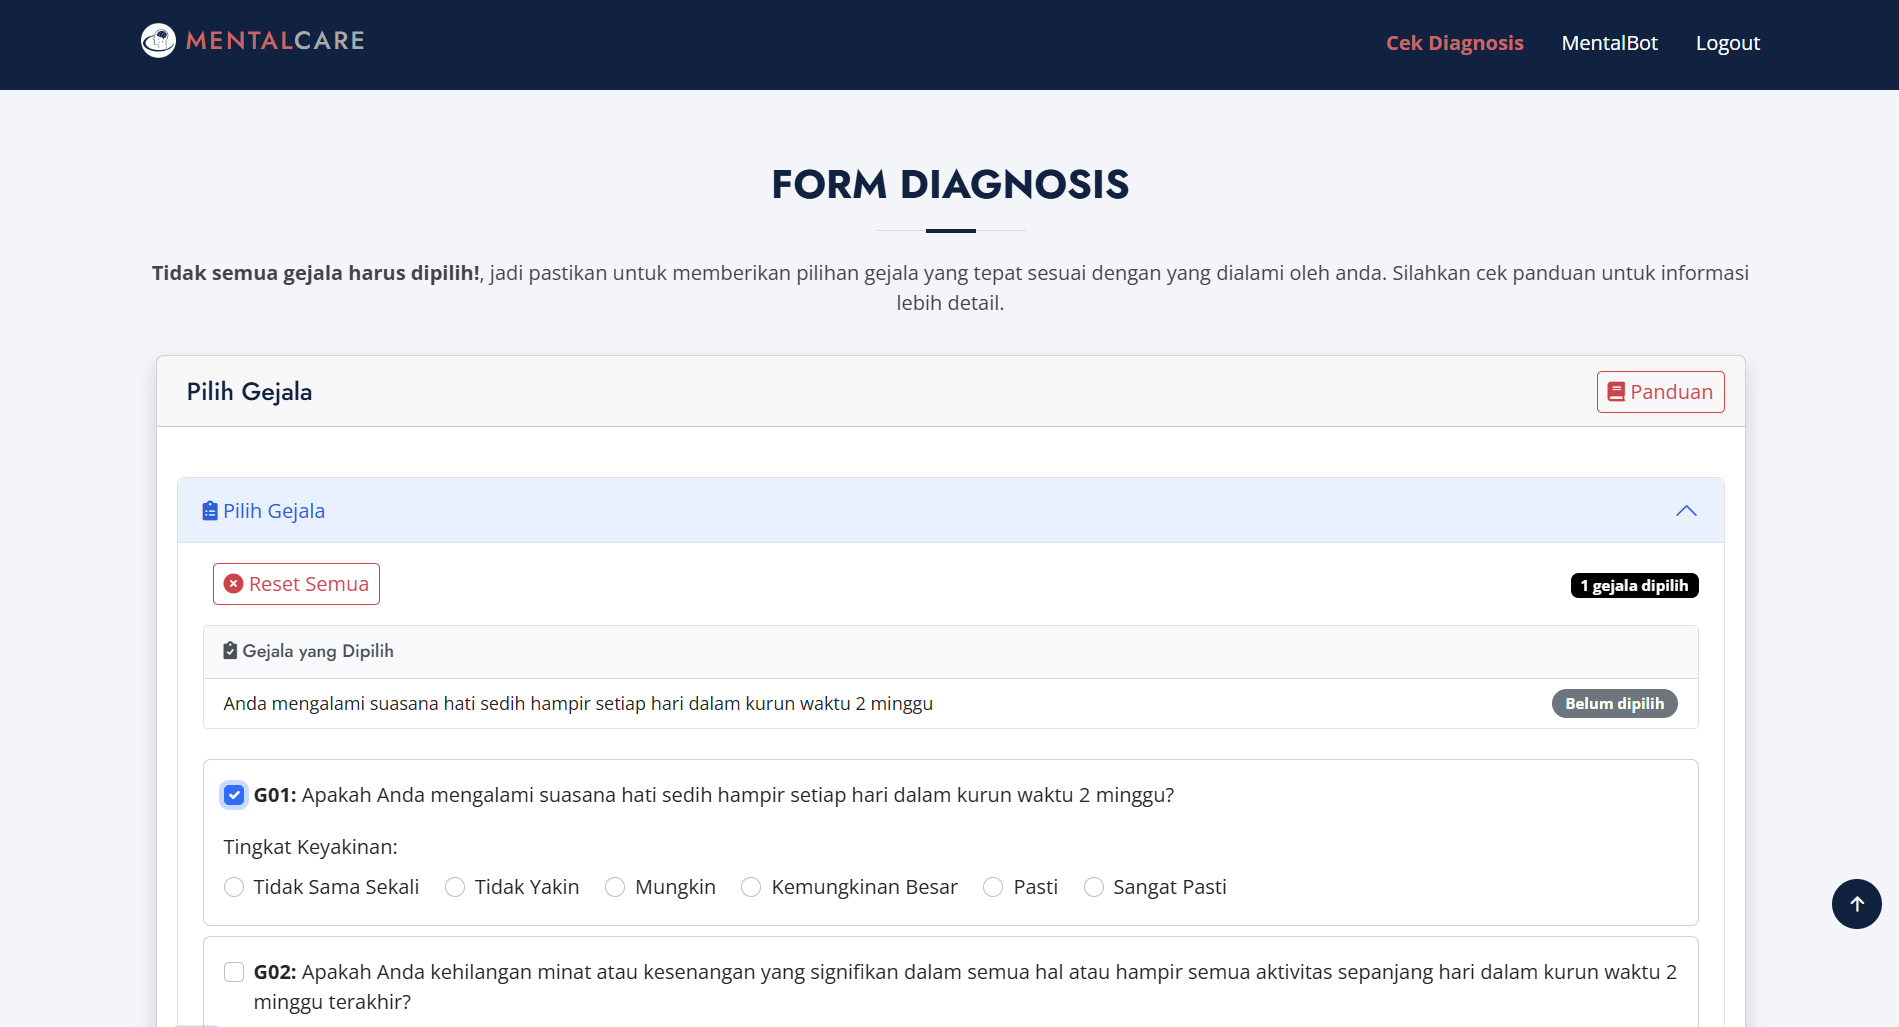 MENTALCARE
Cek Diagnosis MentalBot Logout
FORM DIAGNOSIS
Tidak semua gejala harus dipilih!, jadi pastikan untuk memberikan pilihan gejala yang tepat sesuai dengan yang dialami oleh anda. Silahkan cek panduan untuk informasi
lebih detail.
Pilih Gejala
Panduan
Pilih Gejala
Reset Semua
1 gejala dipilih
Gejala yang Dipilih
Anda mengalami suasana hati sedih hampir setiap hari dalam kurun waktu 2 minggu
Belum dipilih
G01: Apakah Anda mengalami suasana hati sedih hampir setiap hari dalam kurun waktu 2 minggu?
Tingkat Keyakinan:
Tidak Sama Sekali Tidak Yakin Mungkin Kemungkinan Besar Pasti Sangat Pasti
G02: Apakah Anda kehilangan minat atau kesenangan yang signifikan dalam semua hal atau hampir semua aktivitas sepanjang hari dalam kurun waktu 2
minggu terakhir?